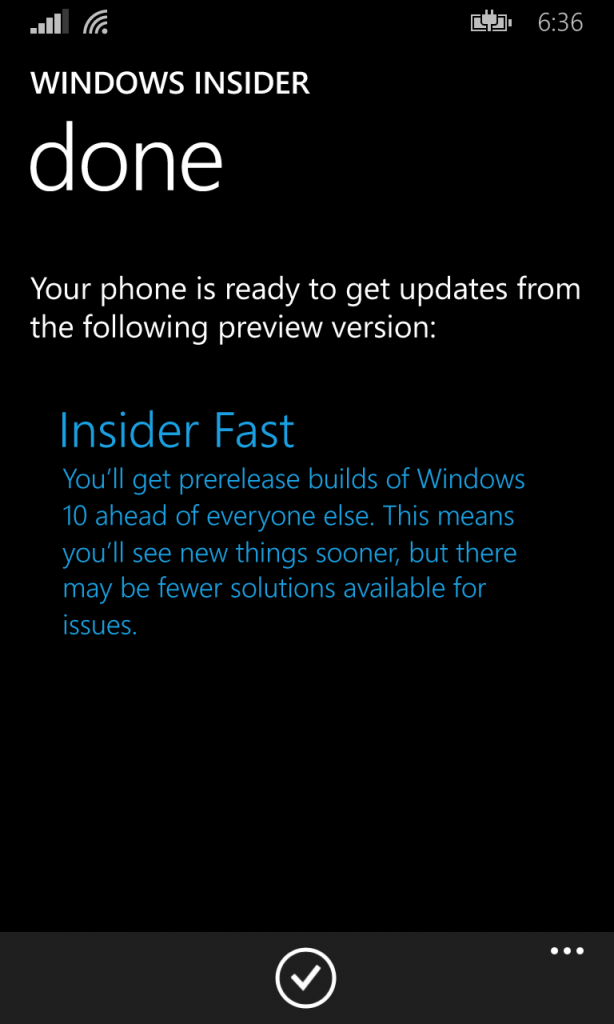 6:36
WINDOWS INSIDER
done
Your phone is ready to get updates from
the following preview version:
Insider Fast
You'll get prerelease builds of Windows
10 ahead of everyone else. This means
you'll see new things sooner, but there
may be fewer solutions available for
issues.